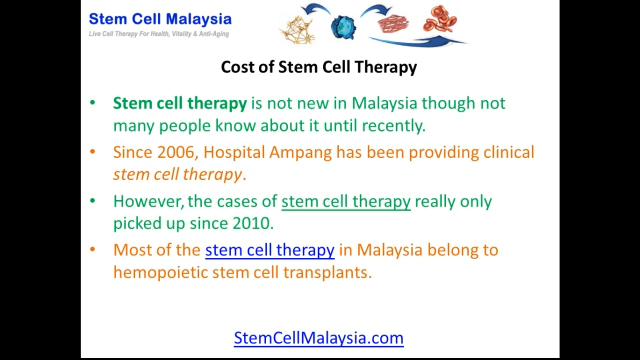 Stem Cell Malaysia
Live Cell Therapy For Health, Vitality & Anti-Aging
Cost of Stem Cell Therapy
• Stem cell therapy is not new in Malaysia though not
many people know about it until recently.
• Since 2006, Hospital Ampang has been providing clinical
stem cell therapy.
• However, the cases of stem cell therapy really only
picked up since 2010.
• Most of the stem cell therapy in Malaysia belong to
hemopoietic stem cell transplants.
StemCellMalaysia.com